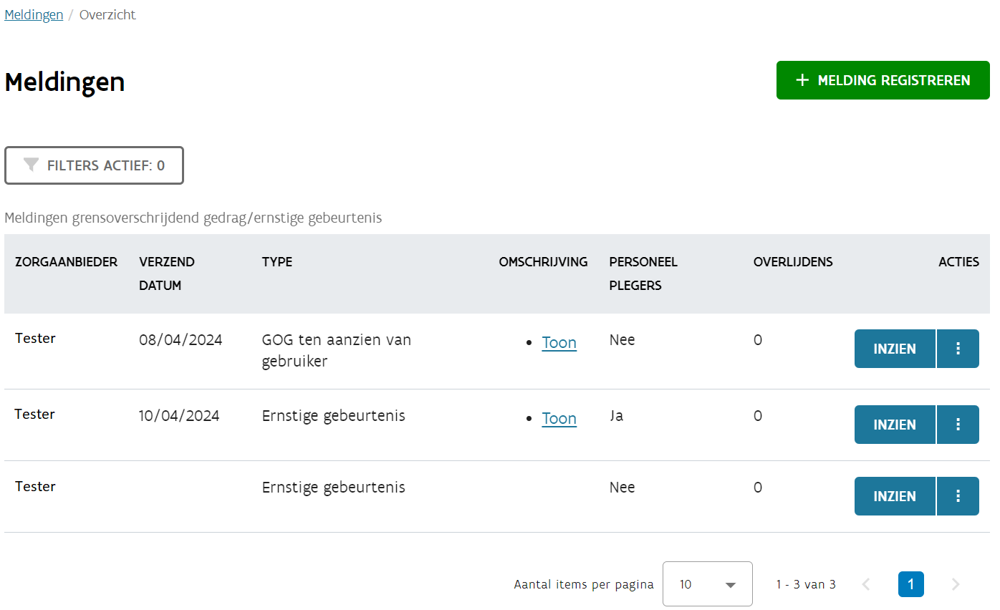 Meldingen / Overzicht
Meldingen
+ MELDING REGISTREREN
FILTERS ACTIEF: 0
Meldingen grensoverschrijdend gedrag/ernstige gebeurtenis
ZORGAANBIEDER VERZEND TYPE OMSCHRIJVING PERSONEEL OVERLIJDENS ACTIES
DATUM PLEGERS
Tester 08/04/2024 GOG ten aanzien van • Toon Nee 0 INZIEN
gebruiker
Tester 10/04/2024 Ernstige gebeurtenis • Toon Ja 0 INZIEN
Tester Ernstige gebeurtenis Nee 0 INZIEN
Aantal items per pagina 10 1 - 3 van 3 1